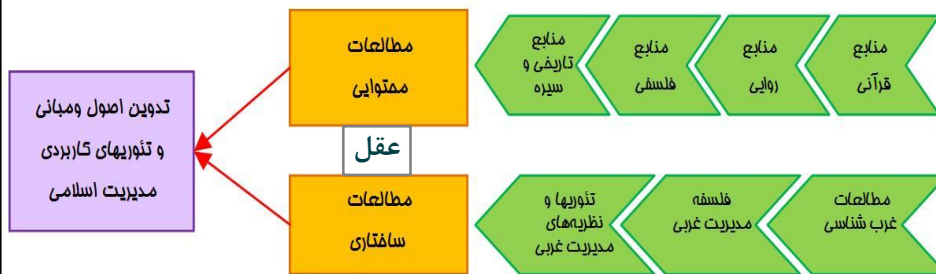 منابع
قرآنی
منابع
روایی
منابع
فلسفی
منابع
تاریخی و
سیره
مطالعات
محتوایی
عقل
تدوین اصول ومبانی
و تئوریهای کاربردی
مدیریت اسلامی
مطالعات
غرب شناسی
فلسفه
مدیریت غربی
تئوریها و
نظریه‌های
مدیریت غربی
مطالعات
ساختاری